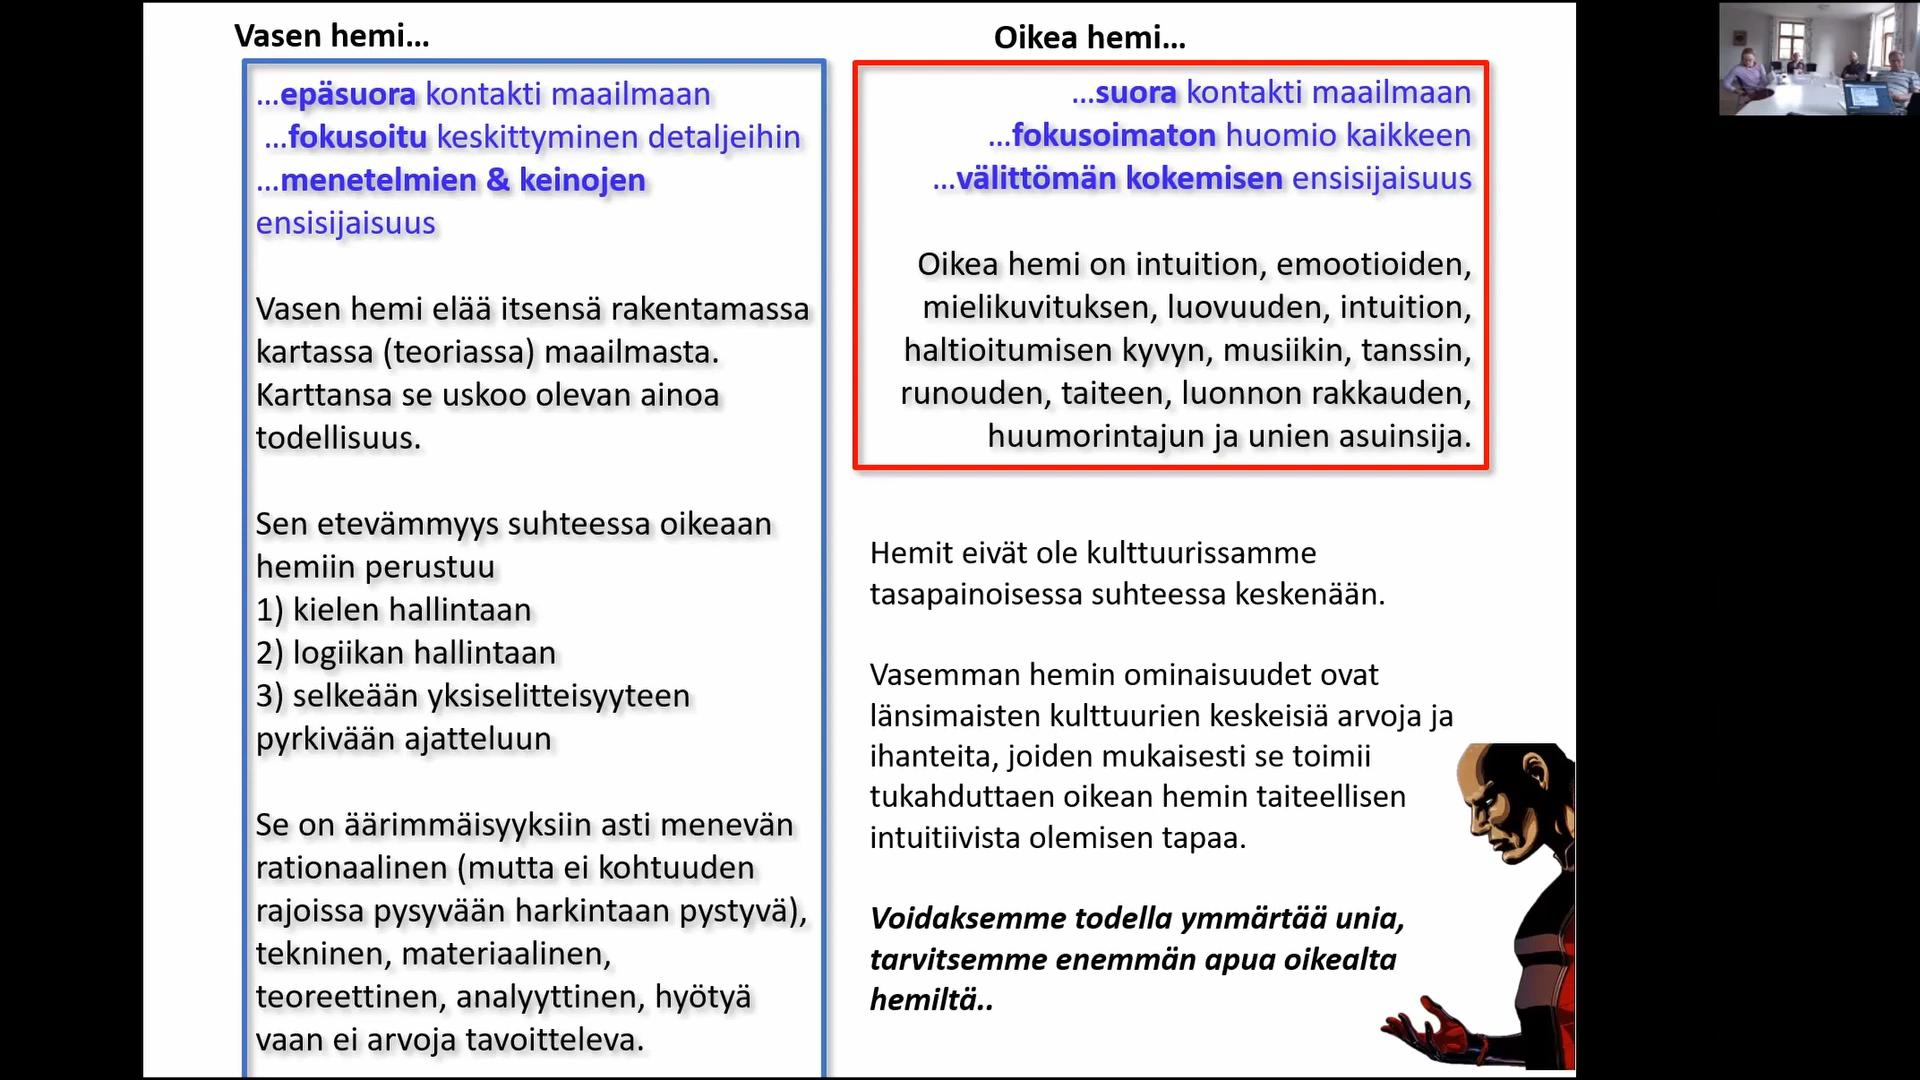 Vasen hemi...
...epäsuora kontakti maailmaan
...fokusoitu keskittyminen detaljeihin
...menetelmien & keinojen
ensisijaisuus
Vasen hemi elää itsensä rakentamassa
kartassa (teoriassa) maailmasta.
Karttansa se uskoo olevan ainoa
todellisuus.
Sen etevämmyys suhteessa oikeaan
hemiin perustuu
1) kielen hallintaan
2) logiikan hallintaan
3) selkeään yksiselitteisyyteen
pyrkivään ajatteluun
Se on äärimmäisyyksiin asti menevän
rationaalinen (mutta ei kohtuuden
rajoissa pysyvään harkintaan pystyvä),
tekninen, materiaalinen,
teoreettinen, analyyttinen, hyötyä
vaan ei arvoja tavoitteleva.
Oikea hemi...
...suora kontakti maailmaan
...fokusoimaton huomio kaikkeen
...välittömän kokemisen ensisijaisuus
Oikea hemi on intuition, emootioiden,
mielikuvituksen, luovuuden, intuition,
haltioitumisen kyvyn, musiikin, tanssin,
runouden, taiteen, luonnon rakkauden,
huumorintajun ja unien asuinsija.
Hemit eivät ole kulttuurissamme
tasapainoisessa suhteessa keskenään.
Vasemman hemin ominaisuudet ovat
länsimaisten kulttuurien keskeisiä arvoja ja
ihanteita, joiden mukaisesti se toimii
tukahduttaen oikean hemin taiteellisen
intuitiivista olemisen tapaa.
Voidaksemme todella ymmärtää unia,
tarvitsemme enemmän apua oikealta
hemiltä..